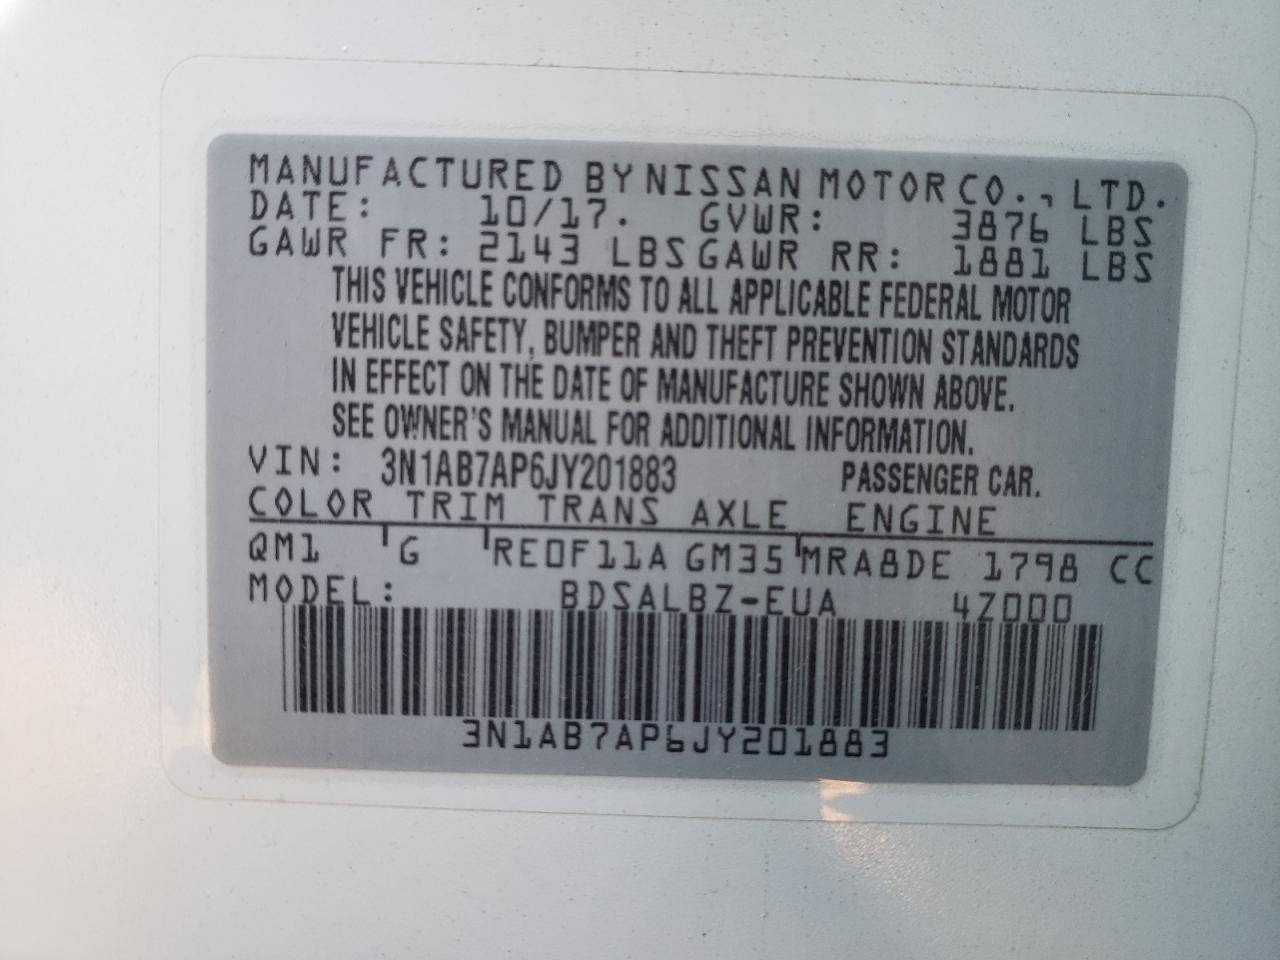 MANUFACTURED BY NISSAN MOTOR CO., LTD.
DATE: 10/17. GVWR: 3876 LBS
GAWR FR: 2143 LBS GAWR RR: 1881 LBS
THIS VEHICLE CONFORMS TO ALL APPLICABLE FEDERAL MOTOR
VEHICLE SAFETY, BUMPER AND THEFT PREVENTION STANDARDS
IN EFFECT ON THE DATE OF MANUFACTURE SHOWN ABOVE.
SEE OWNER'S MANUAL FOR ADDITIONAL INFORMATION.
VIN: 3N1AB7AP6JY201883 PASSENGER CAR.
COLOR TRIM TRANS AXLE ENGINE
QM1 G RE0F11A GM35 MRA8DE 1798 CC
MODEL: BDSALBZ-EUA 4Z000
3N1AB7AP6JY201883